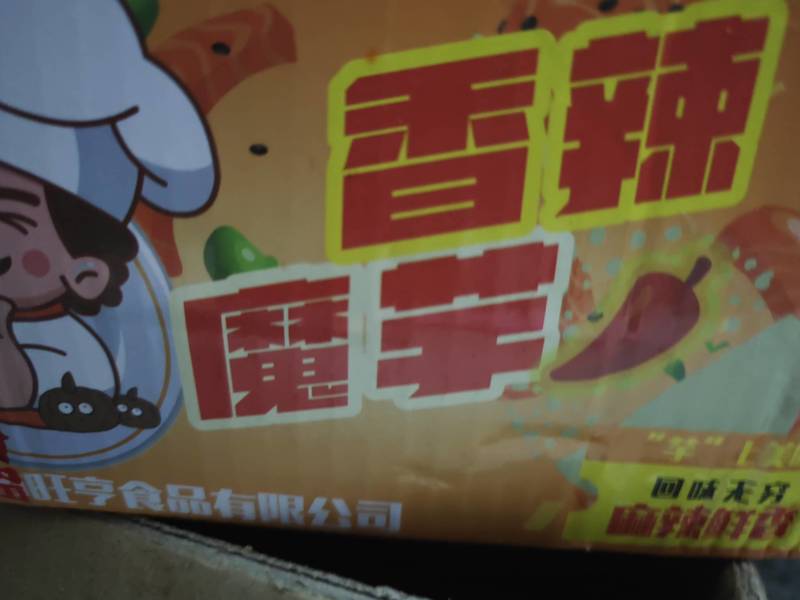 香辣
魔芋
旺亨食品有限公司
"芋"
回味无穷
麻辣鲜香